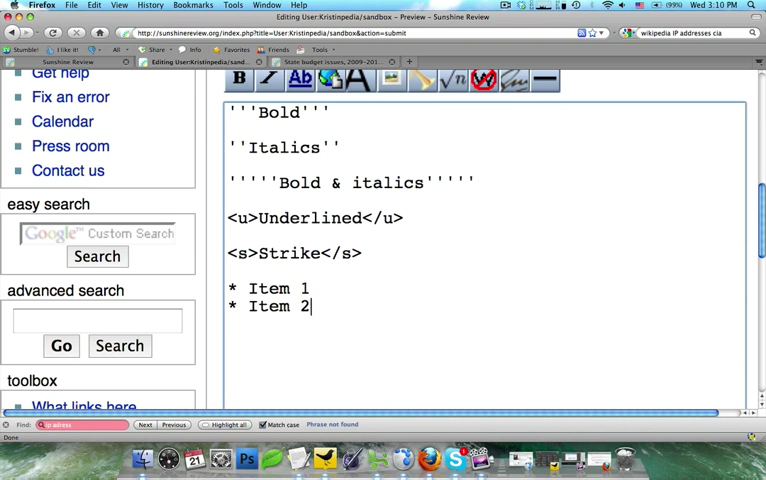 Firefox File Edit View History Bookmarks Tools Window Help Wed 3:10 PM
Editing User:Kristinpedia/sandbox - Preview - Sunshine Review
http://sunshinereview.org/index.php?title=User:Kristinpedia/sandbox&action=submit wikipedia IP addresses cia
Stumble! I like it! All Share Info Favorites Friends Tools
Sunshine Review Editing User:Kristinpedia/sand... State budget issues, 2009-201...
Get help
Fix an error
Calendar
Press room
Contact us
easy search
Google™ Custom Search
Search
advanced search
Go Search
toolbox
What links here
B I Ab A √n W
'''Bold'''
''Italics''
'''''Bold & italics'''''
<u>Underlined</u>
<s>Strike</s>
* Item 1
* Item 2
Find: ip adress Next Previous Highlight all Match case Phrase not found
Done
21 Ps